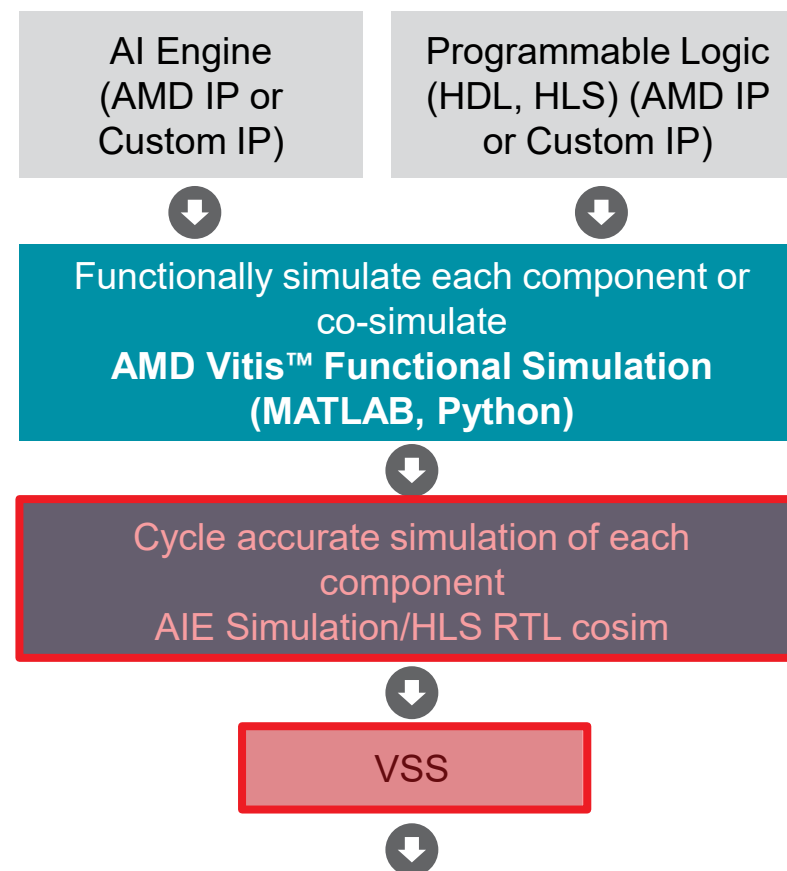 AI Engine
(AMD IP or
Custom IP)
Programmable Logic
(HDL, HLS) (AMD IP
or Custom IP)
Functionally simulate each component or
co-simulate
AMD Vitis™ Functional Simulation
(MATLAB, Python)
Cycle accurate simulation of each
component
AIE Simulation/HLS RTL cosim
VSS